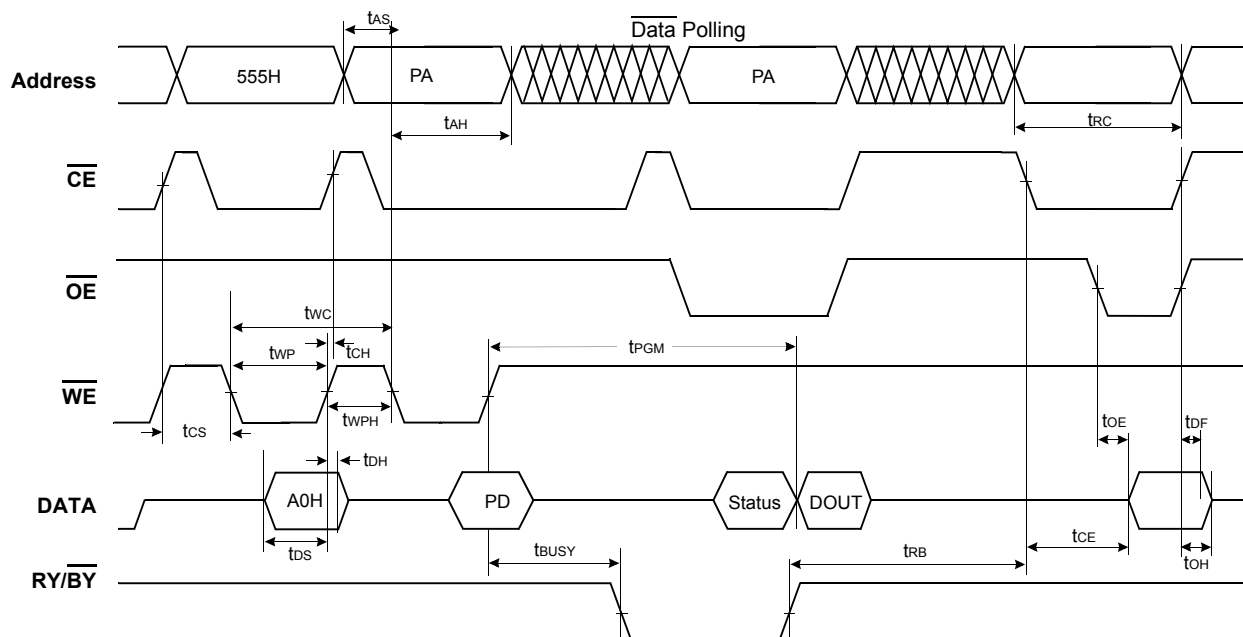 tAS
Data Polling
Address
555H
PA
PA
tAH
tRC
CE
OE
tWC
tWP
tCH
tPGM
WE
tCS
tWPH
tOE
tDF
tDH
DATA
A0H
PD
Status
DOUT
tDS
tBUSY
tRB
tCE
tOH
RY/BY